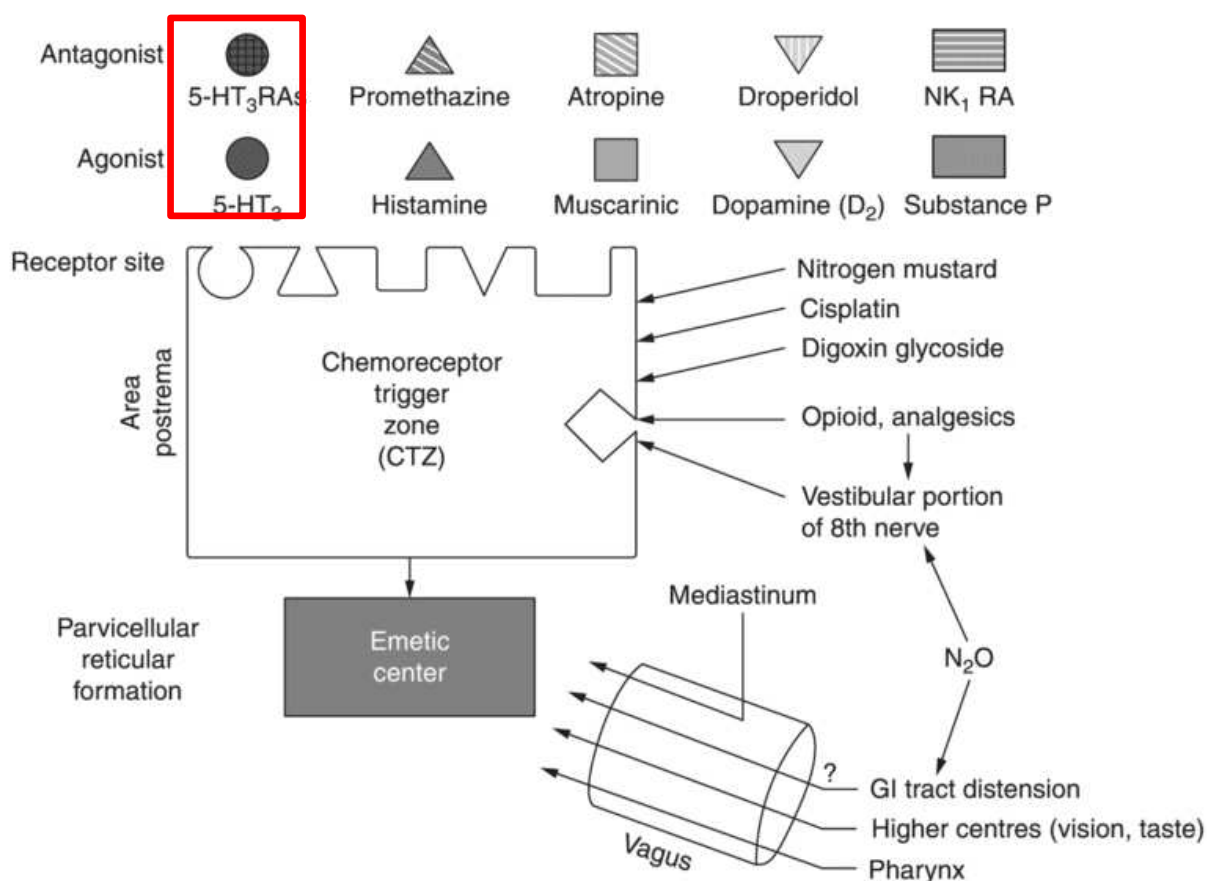 Antagonist
5-HT₃RAs Promethazine Atropine Droperidol NK₁ RA
Agonist
5-HT₃ Histamine Muscarinic Dopamine (D₂) Substance P
Receptor site
Area
postrema
Chemoreceptor
trigger
zone
(CTZ)
Nitrogen mustard
Cisplatin
Digoxin glycoside
Opioid, analgesics
Vestibular portion
of 8th nerve
Parvicellular
reticular
formation
Emetic
center
Mediastinum
N₂O
?
GI tract distension
Higher centres (vision, taste)
Pharynx
Vagus